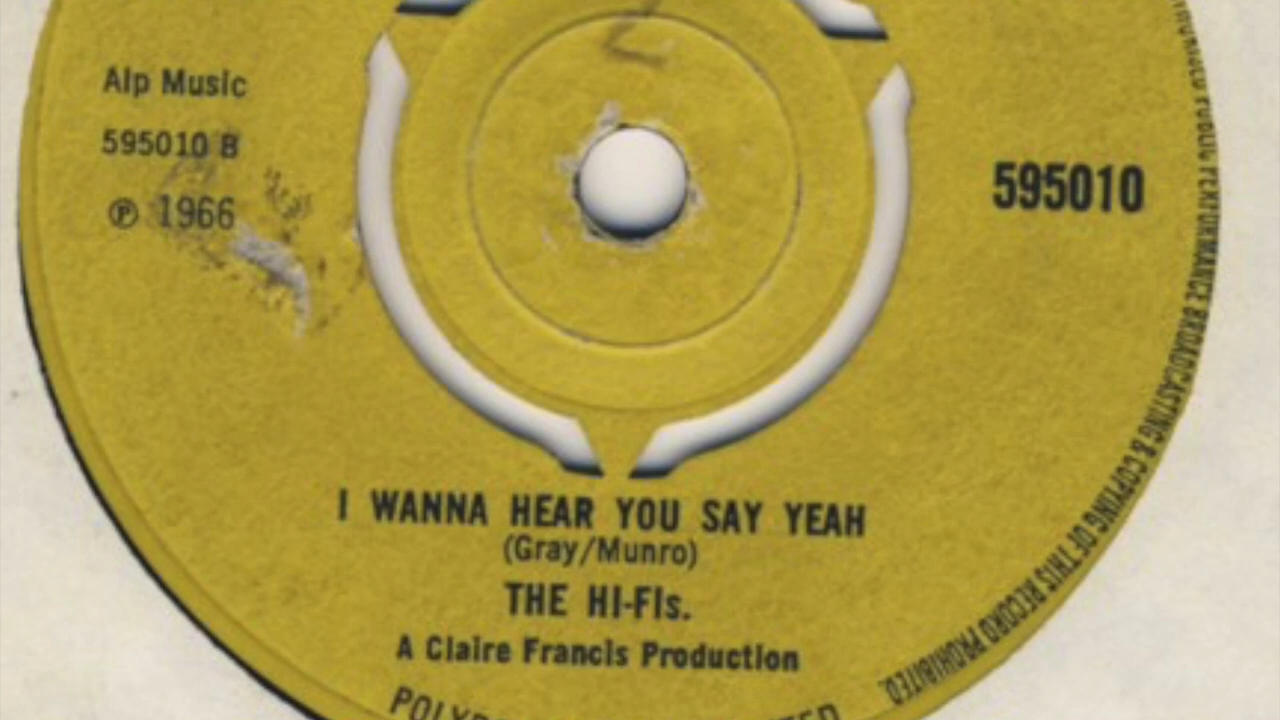 Alp Music
595010 B
℗ 1966
595010
I WANNA HEAR YOU SAY YEAH
(Gray/Munro)
THE HI-FIs.
A Claire Francis Production
PERFORMANCE BROADCASTING & COPYING OF THIS RECORD PROHIBITED.